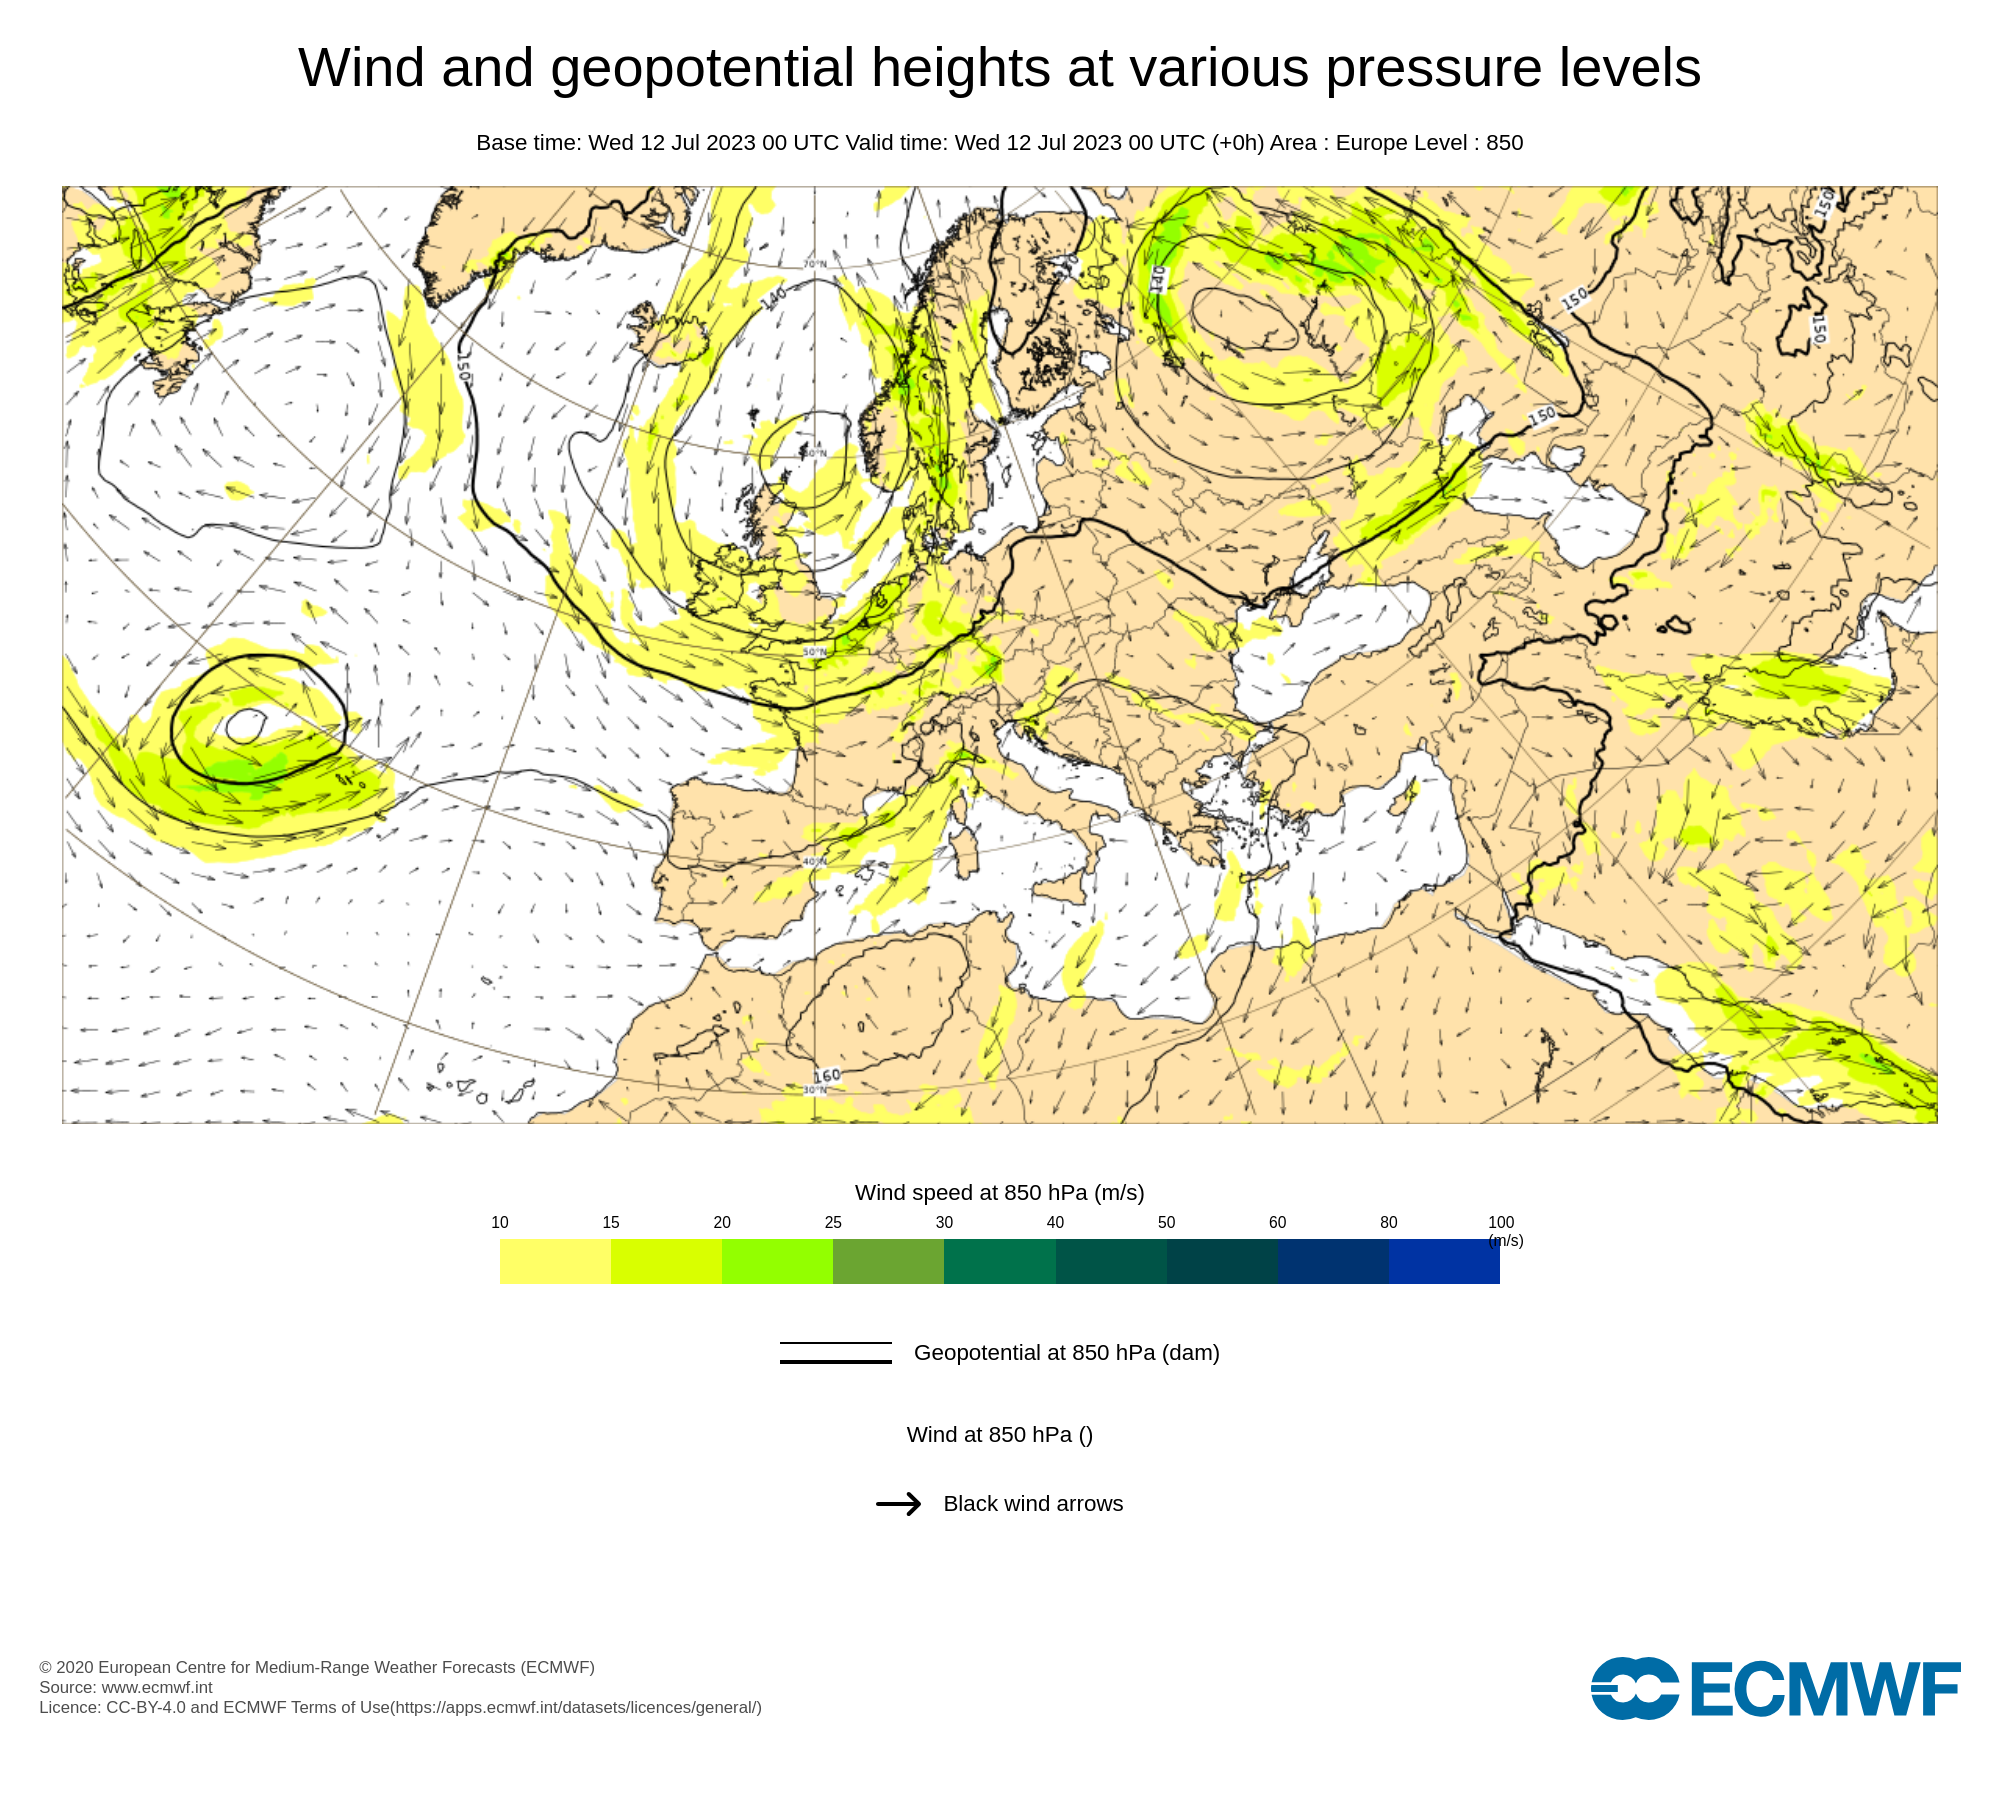 Wind and geopotential heights at various pressure levels
Base time: Wed 12 Jul 2023 00 UTC Valid time: Wed 12 Jul 2023 00 UTC (+0h) Area : Europe Level : 850
150
70°N
140
140
150
150
150
150
150
60°N
50°N
40°N
160
30°N
Wind speed at 850 hPa (m/s)
10 15 20 25 30 40 50 60 80 100
(m/s)
Geopotential at 850 hPa (dam)
Wind at 850 hPa ()
Black wind arrows
© 2020 European Centre for Medium-Range Weather Forecasts (ECMWF)
Source: www.ecmwf.int
Licence: CC-BY-4.0 and ECMWF Terms of Use(https://apps.ecmwf.int/datasets/licences/general/)
ECMWF